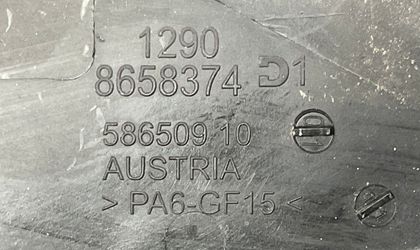 1290
8658374 D1
586509 10
AUSTRIA
> PA6-GF15 <